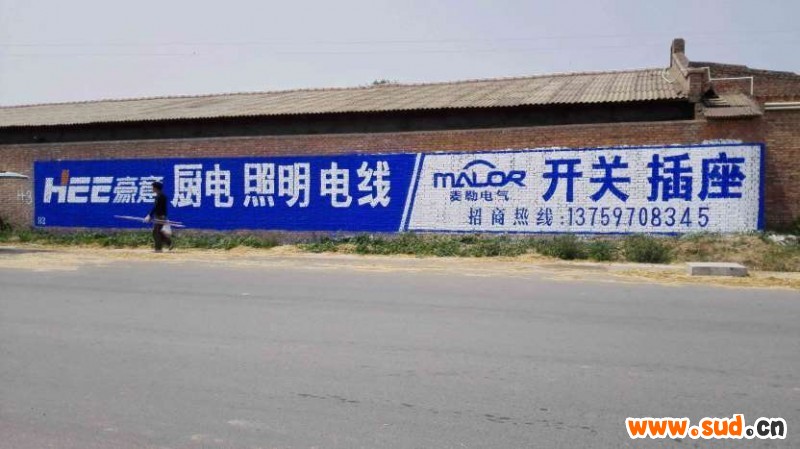 HEE豪意 厨电 照明 电线
MALOR
麦勒电气
开关 插座
招商热线:13759708345
www.sud.cn